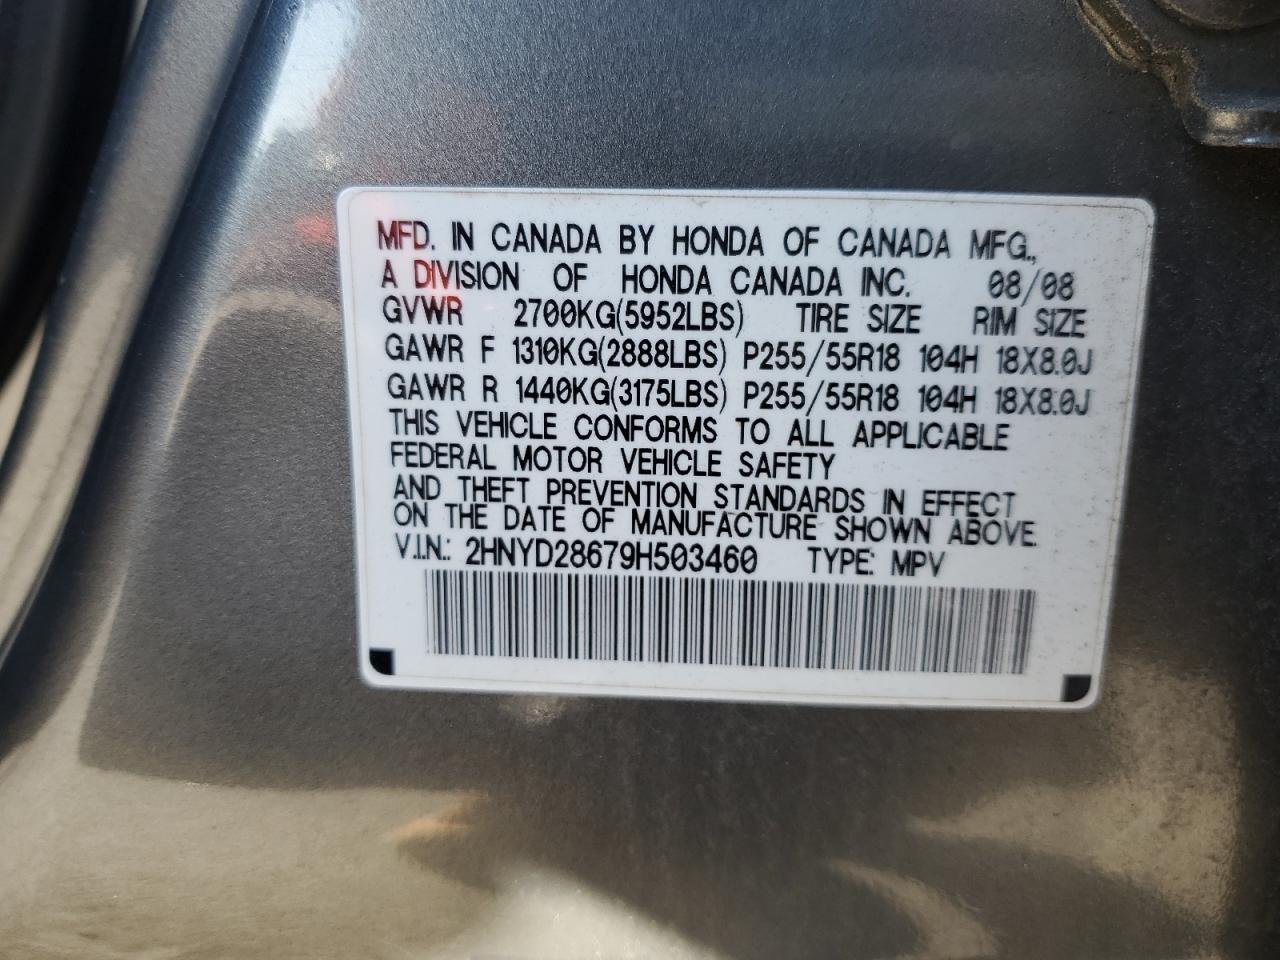 MFD. IN CANADA BY HONDA OF CANADA MFG.,
A DIVISION OF HONDA CANADA INC. 08/08
GVWR 2700KG(5952LBS) TIRE SIZE RIM SIZE
GAWR F 1310KG(2888LBS) P255/55R18 104H 18X8.0J
GAWR R 1440KG(3175LBS) P255/55R18 104H 18X8.0J
THIS VEHICLE CONFORMS TO ALL APPLICABLE
FEDERAL MOTOR VEHICLE SAFETY
AND THEFT PREVENTION STANDARDS IN EFFECT
ON THE DATE OF MANUFACTURE SHOWN ABOVE.
V.I.N.: 2HNYD28679H503460 TYPE: MPV